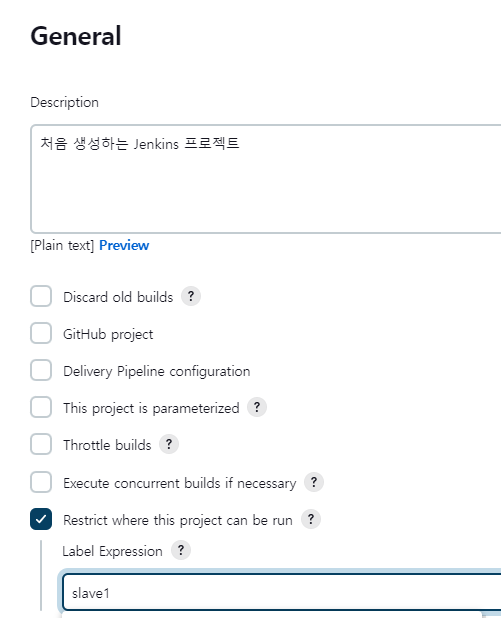 General
Description
처음 생성하는 Jenkins 프로젝트
[Plain text] Preview
Discard old builds ?
GitHub project
Delivery Pipeline configuration
This project is parameterized ?
Throttle builds ?
Execute concurrent builds if necessary ?
Restrict where this project can be run ?
Label Expression ?
slave1